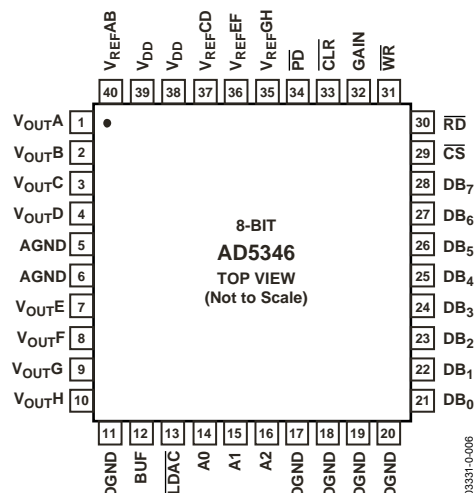 VREFAB VDD VDD VREFCD VREFEF VREFGH PD CLR GAIN WR
40 39 38 37 36 35 34 33 32 31
VOUTA 1 30 RD
VOUTB 2 29 CS
VOUTC 3 28 DB7
VOUTD 4 27 DB6
AGND 5 26 DB5
AGND 6 25 DB4
VOUTE 7 24 DB3
VOUTF 8 23 DB2
VOUTG 9 22 DB1
VOUTH 10 21 DB0
8-BIT
AD5346
TOP VIEW
(Not to Scale)
11 12 13 14 15 16 17 18 19 20
DGND BUF LDAC A0 A1 A2 DGND DGND DGND DGND
03331-0-006